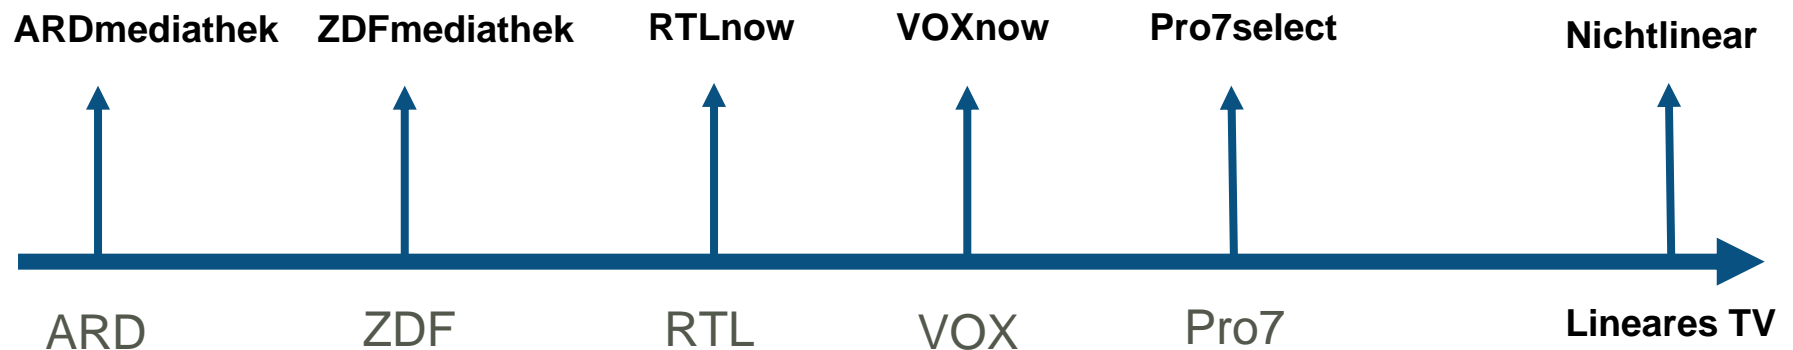 ARDmediathek ZDFmediathek RTLnow VOXnow Pro7select Nichtlinear
ARD ZDF RTL VOX Pro7 Lineares TV